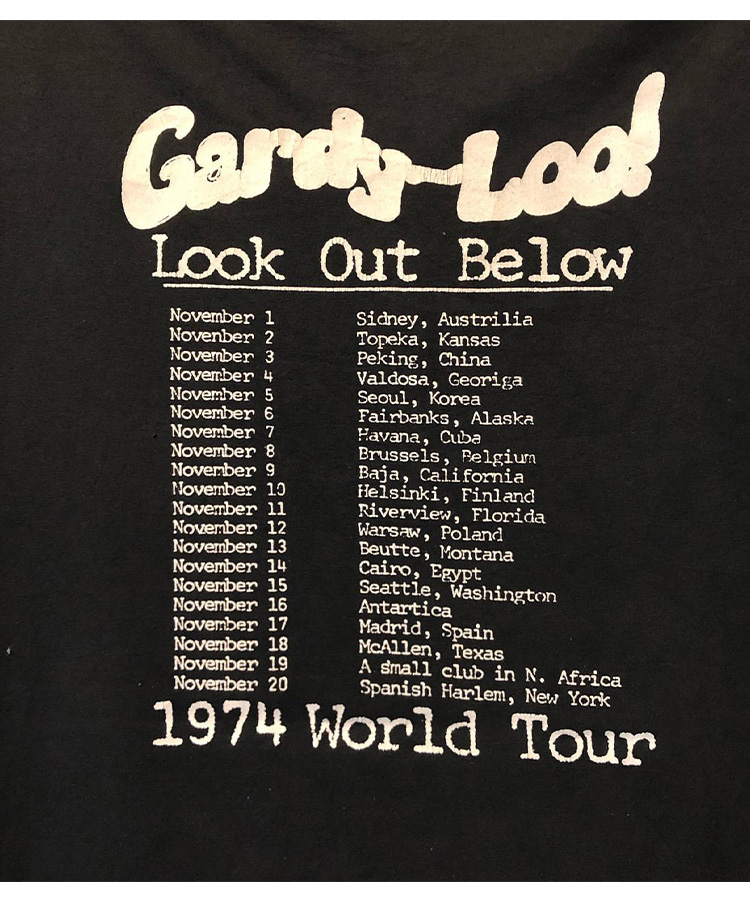 Gardy-Loo!
Look Out Below
November 1 Sidney, Austrilia
Novenber 2 Topeka, Kansas
November 3 Peking, China
November 4 Valdosa, Georiga
November 5 Seoul, Korea
November 6 Fairbanks, Alaska
November 7 Havana, Cuba
November 8 Brussels, Belgium
November 9 Baja, California
November 10 Helsinki, Finland
November 11 Riverview, Florida
November 12 Warsaw, Poland
November 13 Beutte, Montana
November 14 Cairo, Egypt
November 15 Seattle, Washington
November 16 Antartica
November 17 Madrid, Spain
November 18 McAllen, Texas
November 19 A small club in N. Africa
November 20 Spanish Harlem, New York
1974 World Tour